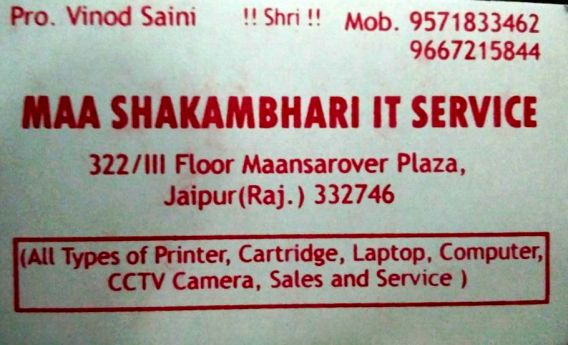 Pro. Vinod Saini !! Shri !! Mob. 9571833462
9667215844
MAA SHAKAMBHARI IT SERVICE
322/III Floor Maansarover Plaza,
Jaipur(Raj.) 332746
(All Types of Printer, Cartridge, Laptop, Computer,
CCTV Camera, Sales and Service )